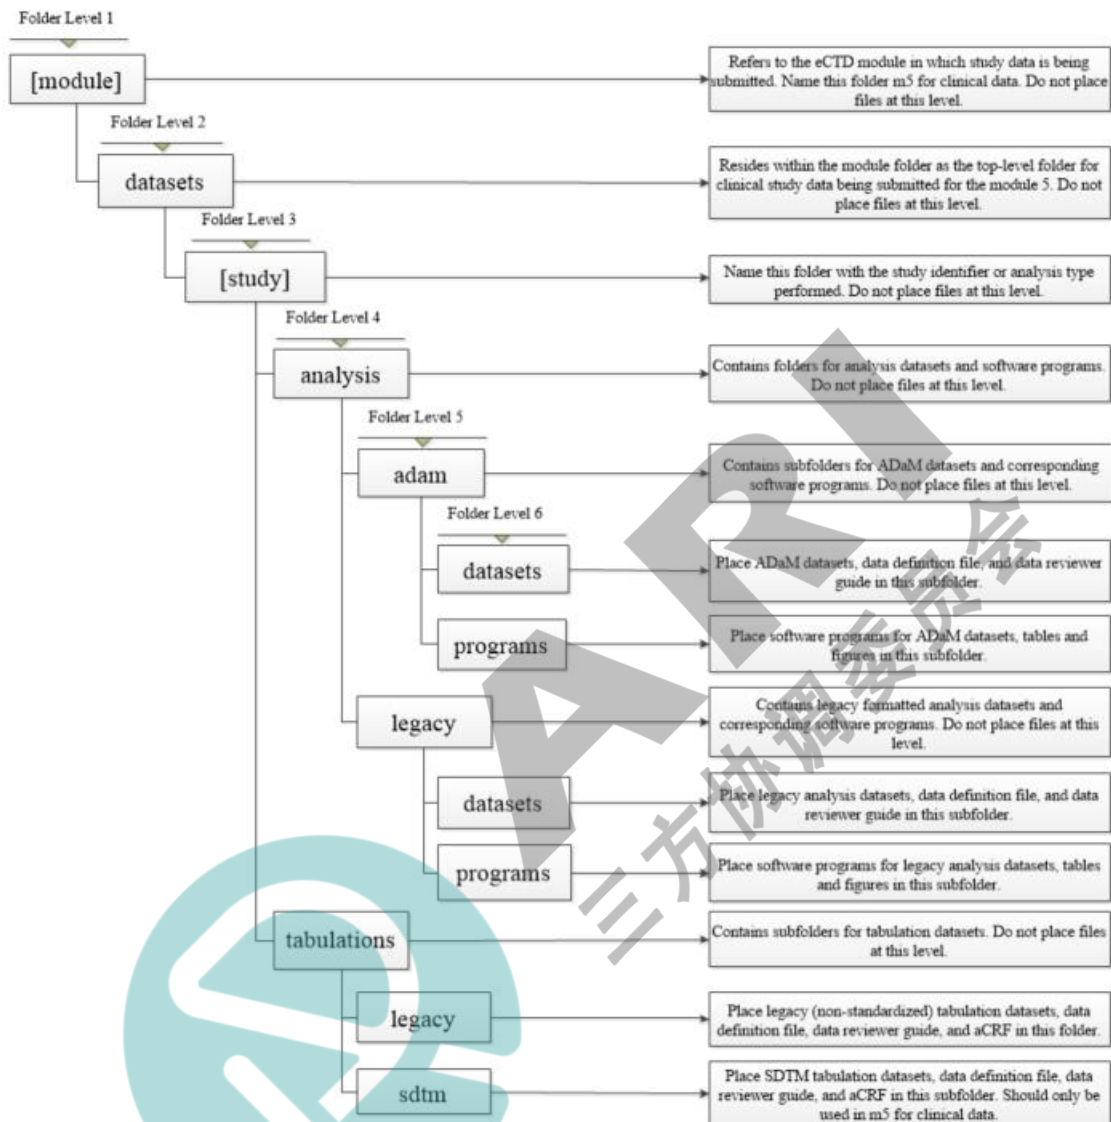 Folder Level 1
[module]
Refers to the eCTD module in which study data is being
submitted. Name this folder m5 for clinical data. Do not place
files at this level.
Folder Level 2
datasets
Resides within the module folder as the top-level folder for
clinical study data being submitted for the module 5. Do not
place files at this level.
Folder Level 3
[study]
Name this folder with the study identifier or analysis type
performed. Do not place files at this level.
Folder Level 4
analysis
Contains folders for analysis datasets and software programs.
Do not place files at this level.
Folder Level 5
adam
Contains subfolders for ADaM datasets and corresponding
software programs. Do not place files at this level.
Folder Level 6
datasets
Place ADaM datasets, data definition file, and data reviewer
guide in this subfolder.
programs
Place software programs for ADaM datasets, tables and
figures in this subfolder.
legacy
Contains legacy formatted analysis datasets and
corresponding software programs. Do not place files at this
level.
datasets
Place legacy analysis datasets, data definition file, and data
reviewer guide in this subfolder.
programs
Place software programs for legacy analysis datasets, tables
and figures in this subfolder.
tabulations
Contains subfolders for tabulation datasets. Do not place files
at this level.
legacy
Place legacy (non-standardized) tabulation datasets, data
definition file, data reviewer guide, and aCRF in this folder.
sdtm
Place SDTM tabulation datasets, data definition file, data
reviewer guide, and aCRF in this subfolder. Should only be
used in m5 for clinical data.
ARI
三方协调委员会